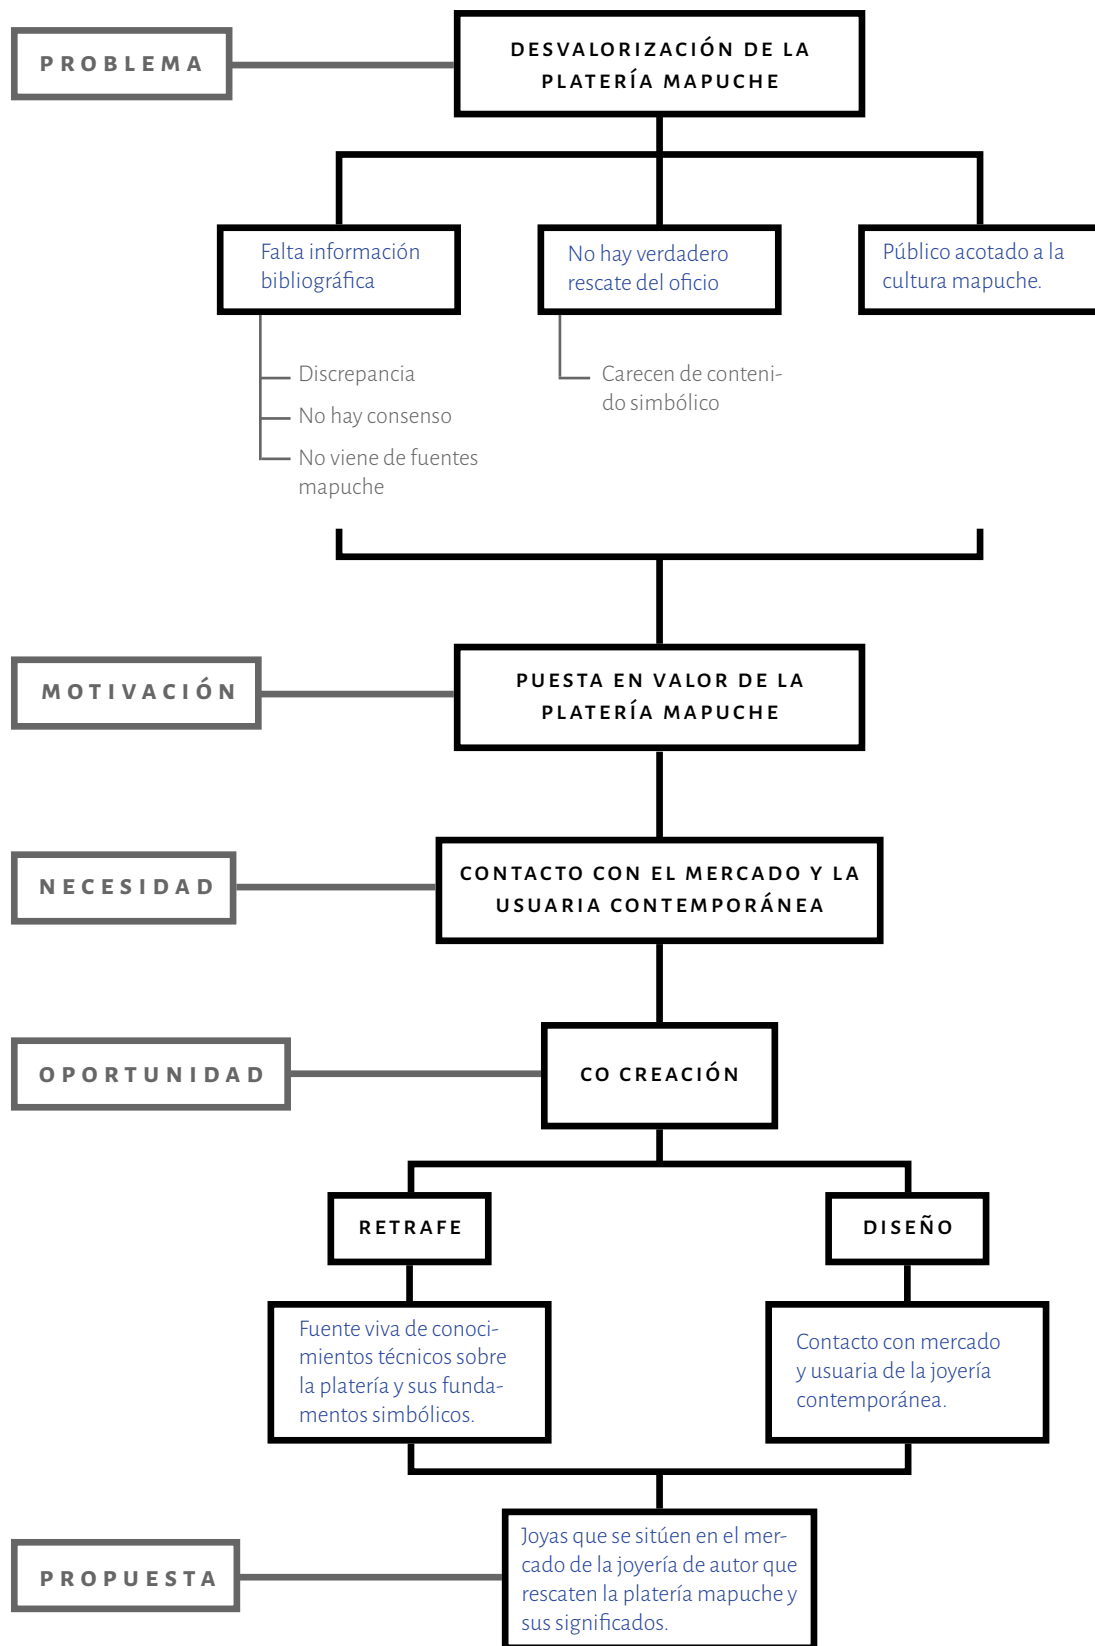 PROBLEMA
DESVALORIZACIÓN DE LA
PLATERÍA MAPUCHE
Falta información
bibliográfica
No hay verdadero
rescate del oficio
Público acotado a la
cultura mapuche.
Discrepancia
No hay consenso
No viene de fuentes
mapuche
Carecen de conteni-
do simbólico
MOTIVACIÓN
PUESTA EN VALOR DE LA
PLATERÍA MAPUCHE
NECESIDAD
CONTACTO CON EL MERCADO Y LA
USUARIA CONTEMPORÁNEA
OPORTUNIDAD
CO CREACIÓN
RETRAFE
DISEÑO
Fuente viva de conoci-
mientos técnicos sobre
la platería y sus funda-
mentos simbólicos.
Contacto con mercado
y usuaria de la joyería
contemporánea.
PROPUESTA
Joyas que se sitúen en el mer-
cado de la joyería de autor que
rescaten la platería mapuche y
sus significados.